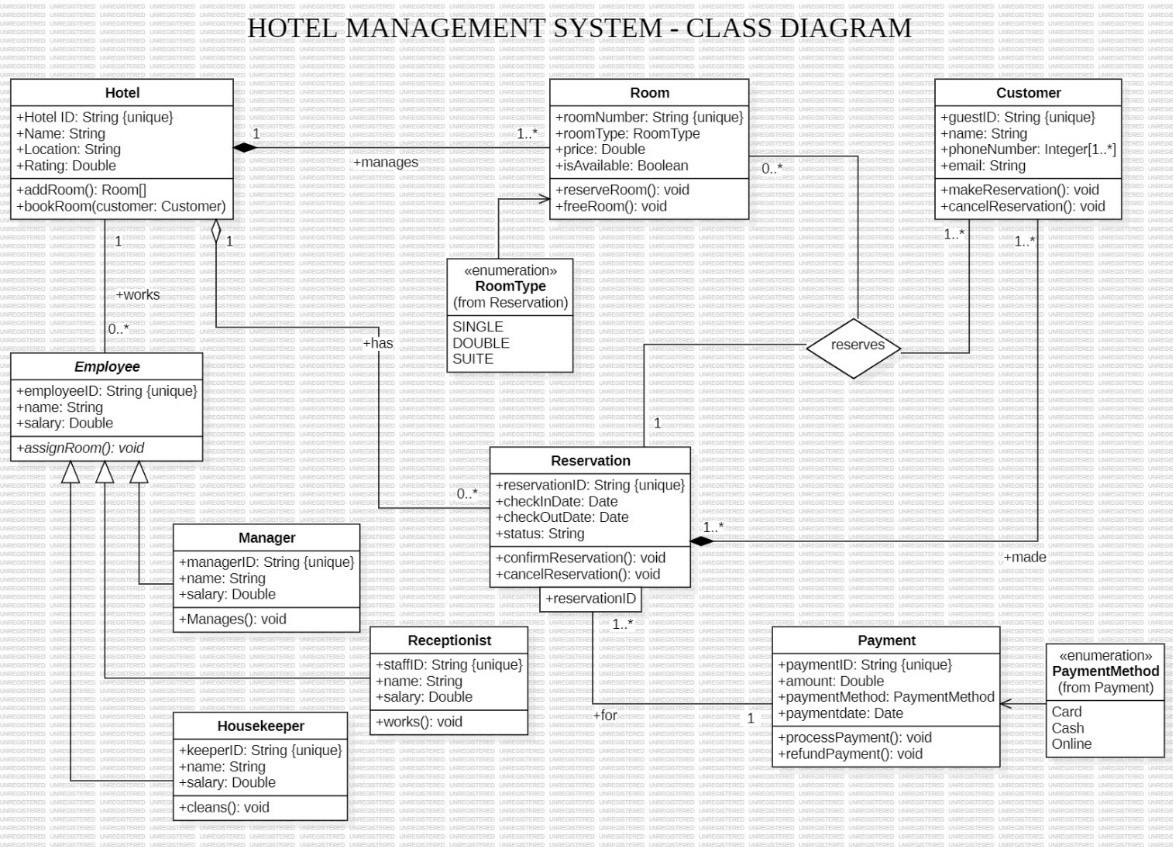 HOTEL MANAGEMENT SYSTEM - CLASS DIAGRAM
Hotel
+Hotel ID: String {unique}
+Name: String
+Location: String
+Rating: Double
+addRoom(): Room[]
+bookRoom(customer: Customer)
1
1..*
+manages
Room
+roomNumber: String {unique}
+roomType: RoomType
+price: Double
+isAvailable: Boolean
+reserveRoom(): void
+freeRoom(): void
0..*
Customer
+guestID: String {unique}
+name: String
+phoneNumber: Integer[1..*]
+email: String
+makeReservation(): void
+cancelReservation(): void
1..*
1..*
1
1
+works
0..*
«enumeration»
RoomType
(from Reservation)
SINGLE
DOUBLE
SUITE
+has
reserves
Employee
+employeeID: String {unique}
+name: String
+salary: Double
+assignRoom(): void
1
0..*
Reservation
+reservationID: String {unique}
+checkInDate: Date
+checkOutDate: Date
+status: String
+confirmReservation(): void
+cancelReservation(): void
+reservationID
1..*
+made
1..*
Manager
+managerID: String {unique}
+name: String
+salary: Double
+Manages(): void
Receptionist
+staffID: String {unique}
+name: String
+salary: Double
+works(): void
+for
1
Payment
+paymentID: String {unique}
+amount: Double
+paymentMethod: PaymentMethod
+paymentdate: Date
+processPayment(): void
+refundPayment(): void
«enumeration»
PaymentMethod
(from Payment)
Card
Cash
Online
Housekeeper
+keeperID: String {unique}
+name: String
+salary: Double
+cleans(): void